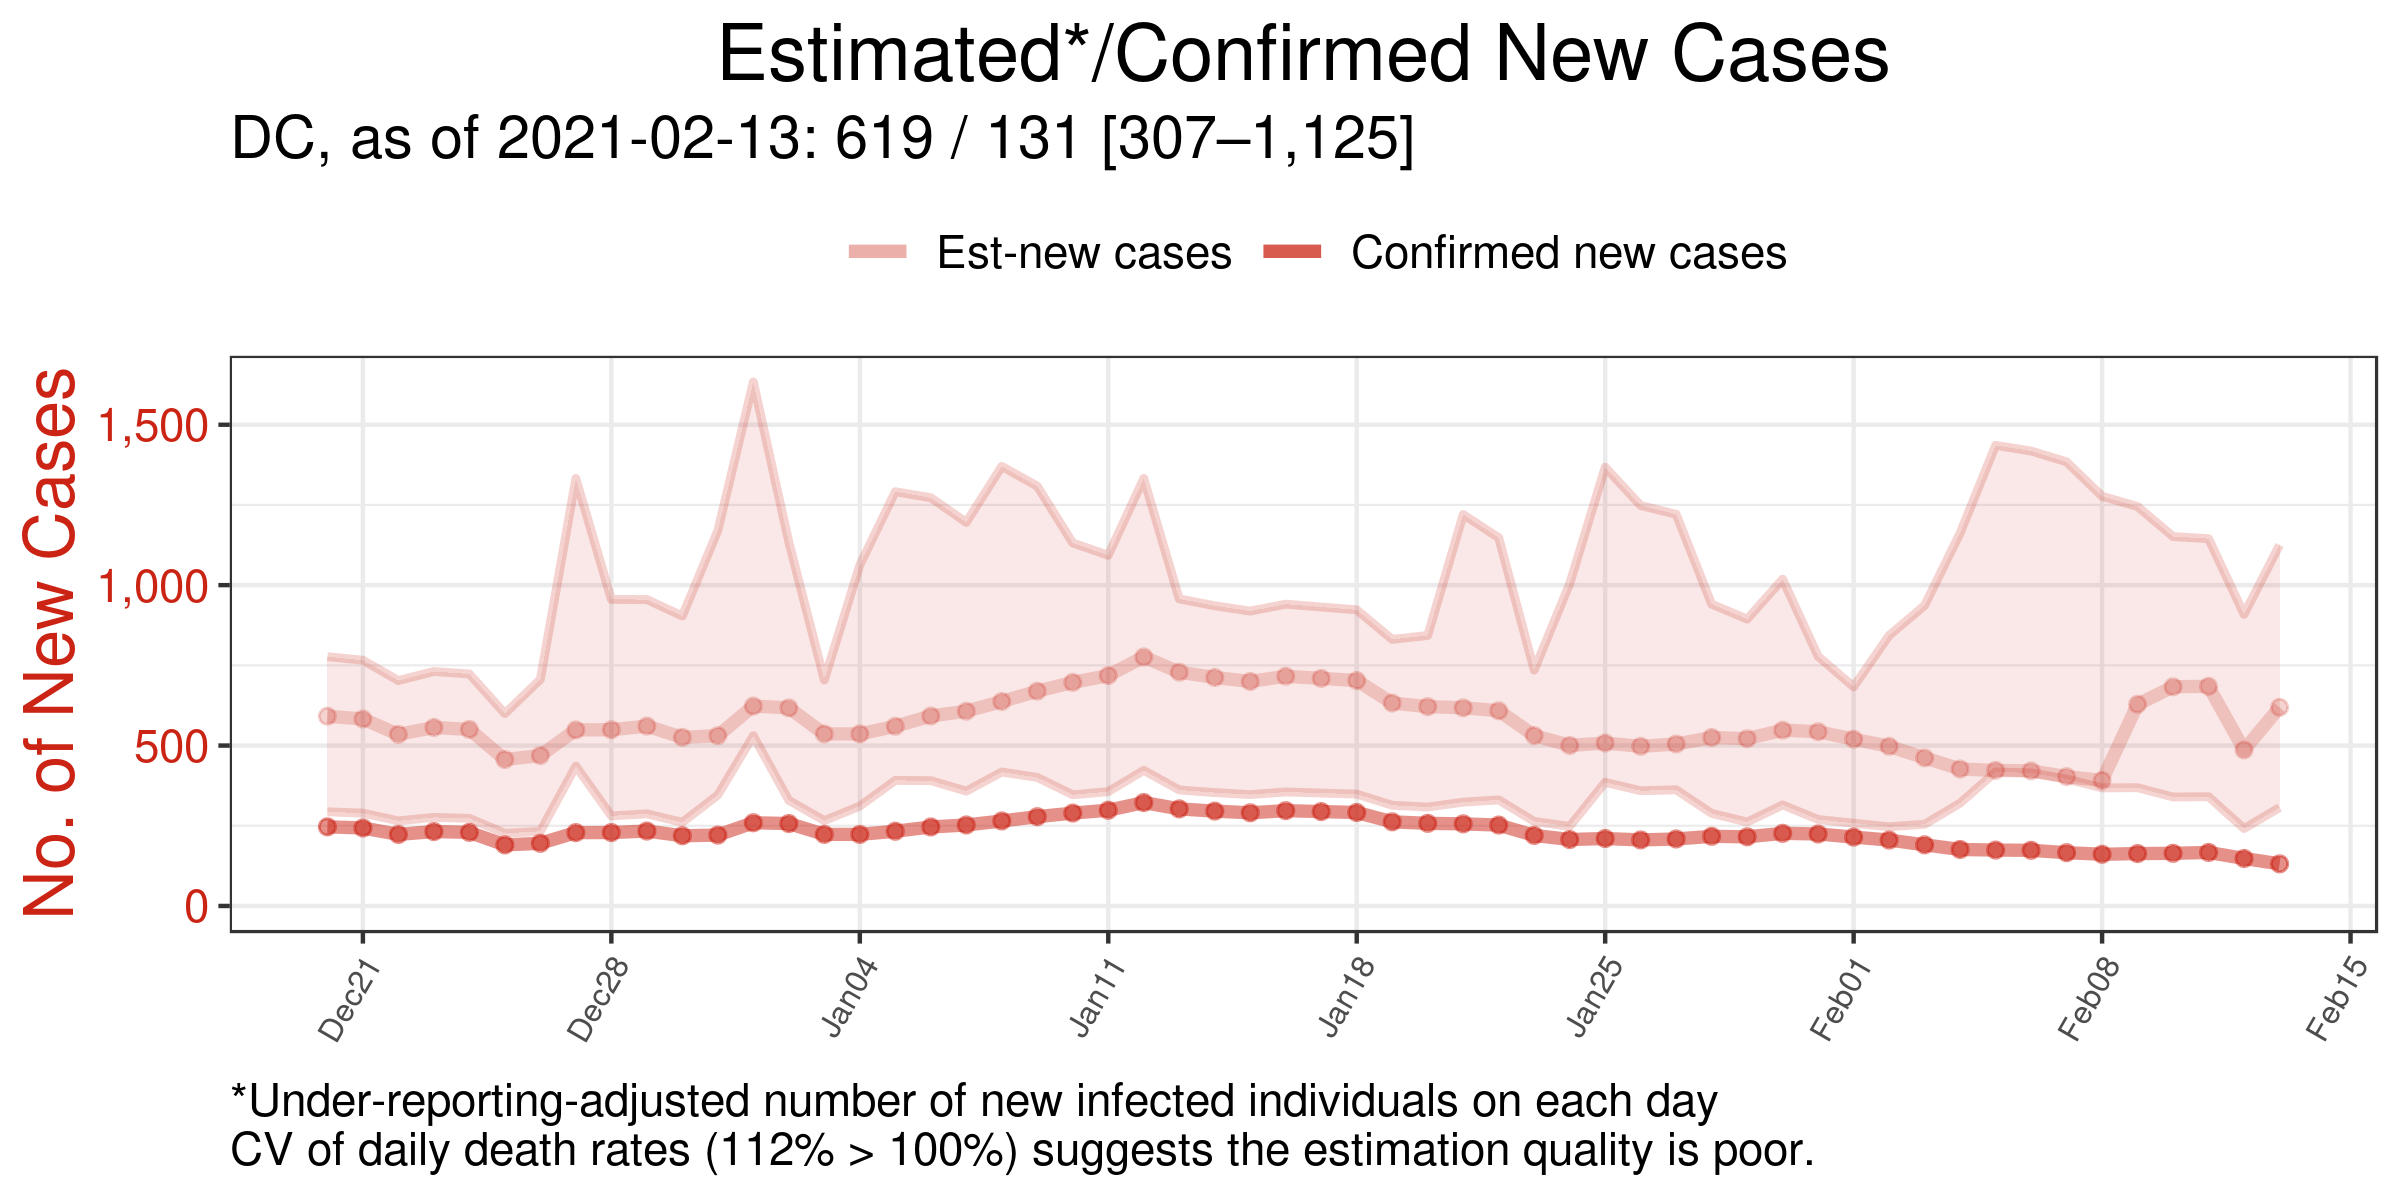 Estimated*/Confirmed New Cases
DC, as of 2021-02-13: 619 / 131 [307–1,125]
Est-new cases
Confirmed new cases
No. of New Cases
1,500
1,000
500
0
Dec21
Dec28
Jan04
Jan11
Jan18
Jan25
Feb01
Feb08
Feb15
*Under-reporting-adjusted number of new infected individuals on each day
CV of daily death rates (112% > 100%) suggests the estimation quality is poor.